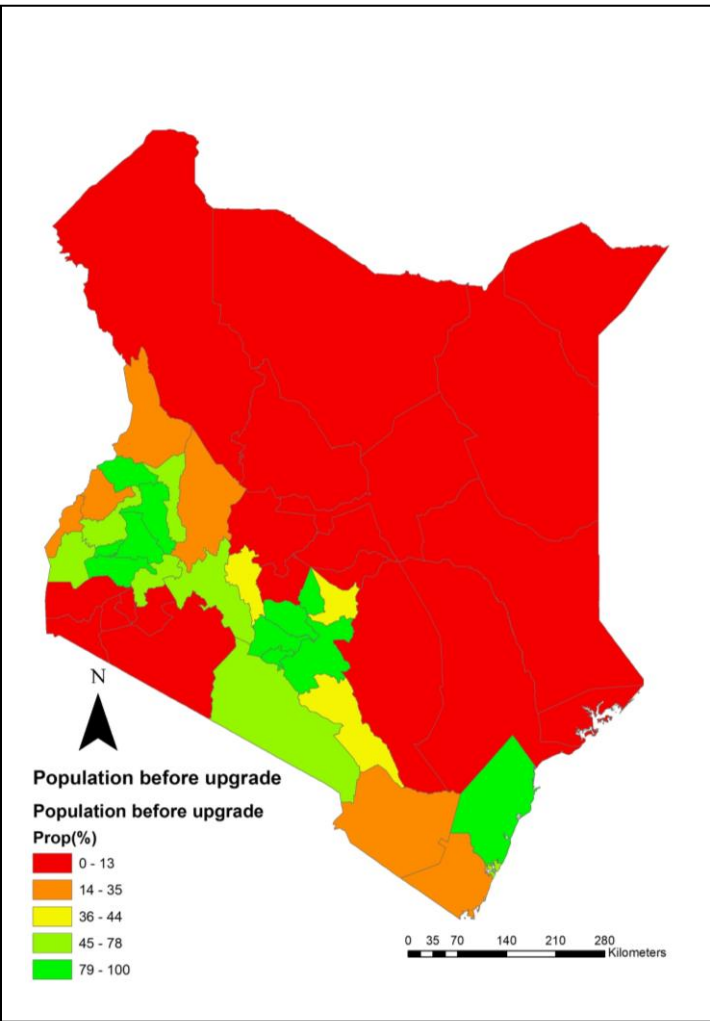 N
Population before upgrade
Population before upgrade
Prop(%)
0 - 13
14 - 35
36 - 44
45 - 78
79 - 100
0 35 70 140 210 280
Kilometers